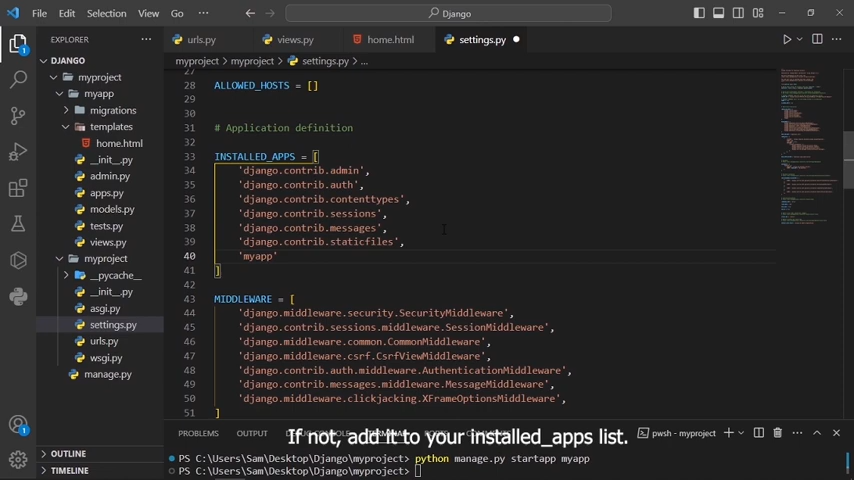 File Edit Selection View Go ··· Django
EXPLORER ···
urls.py views.py home.html settings.py
myproject > myproject > settings.py > ...
DJANGO
myproject
myapp
migrations
templates
home.html
__init__.py
admin.py
apps.py
models.py
tests.py
views.py
myproject
__pycache__
__init__.py
asgi.py
settings.py
urls.py
wsgi.py
manage.py
OUTLINE
TIMELINE
27
28 ALLOWED_HOSTS = []
29
30
31 # Application definition
32
33 INSTALLED_APPS = [
34 'django.contrib.admin',
35 'django.contrib.auth',
36 'django.contrib.contenttypes',
37 'django.contrib.sessions',
38 'django.contrib.messages',
39 'django.contrib.staticfiles',
40 'myapp'
41 ]
42
43 MIDDLEWARE = [
44 'django.middleware.security.SecurityMiddleware',
45 'django.contrib.sessions.middleware.SessionMiddleware',
46 'django.middleware.common.CommonMiddleware',
47 'django.middleware.csrf.CsrfViewMiddleware',
48 'django.contrib.auth.middleware.AuthenticationMiddleware',
49 'django.contrib.messages.middleware.MessageMiddleware',
50 'django.middleware.clickjacking.XFrameOptionsMiddleware',
51 ]
PROBLEMS OUTPUT TERMINAL pwsh - myproject
If not, add it to your installed_apps list.
PS C:\Users\Sam\Desktop\Django\myproject> python manage.py startapp myapp
PS C:\Users\Sam\Desktop\Django\myproject>